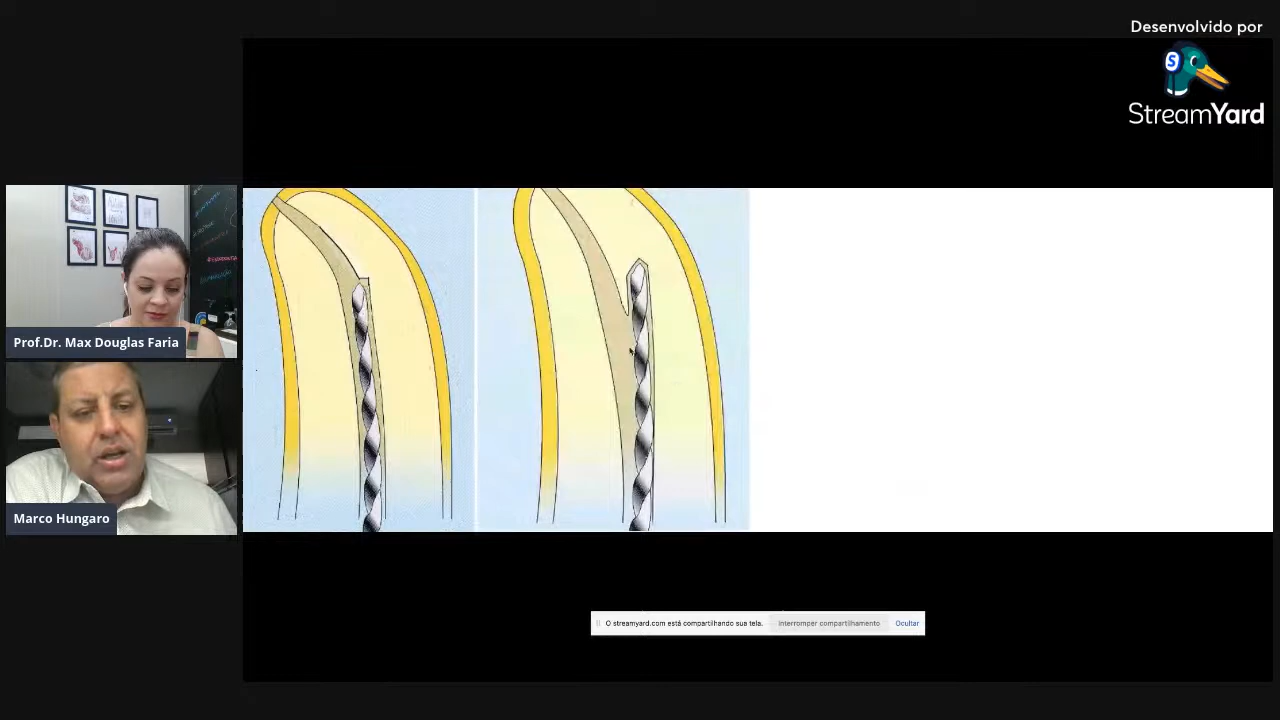 Desenvolvido por
StreamYard
Prof.Dr. Max Douglas Faria
Marco Hungaro
O streamyard.com está compartilhando sua tela.
Interromper compartilhamento
Ocultar